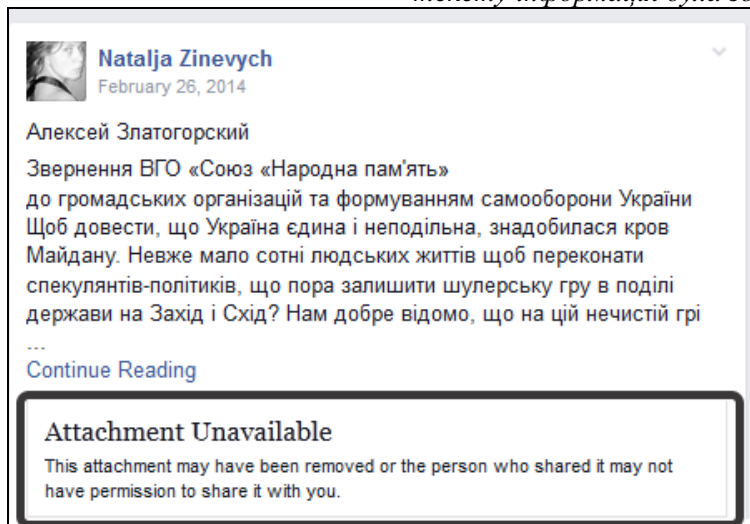 Natalja Zinevych
February 26, 2014
Алексей Златогорский
Звернення ВГО «Союз «Народна пам'ять»
до громадських організацій та формуванням самооборони України
Щоб довести, що Україна єдина і неподільна, знадобилася кров
Майдану. Невже мало сотні людських життів щоб переконати
спекулянтів-політиків, що пора залишити шулерську гру в поділі
держави на Захід і Схід? Нам добре відомо, що на цій нечистій грі
...
Continue Reading
Attachment Unavailable
This attachment may have been removed or the person who shared it may not
have permission to share it with you.